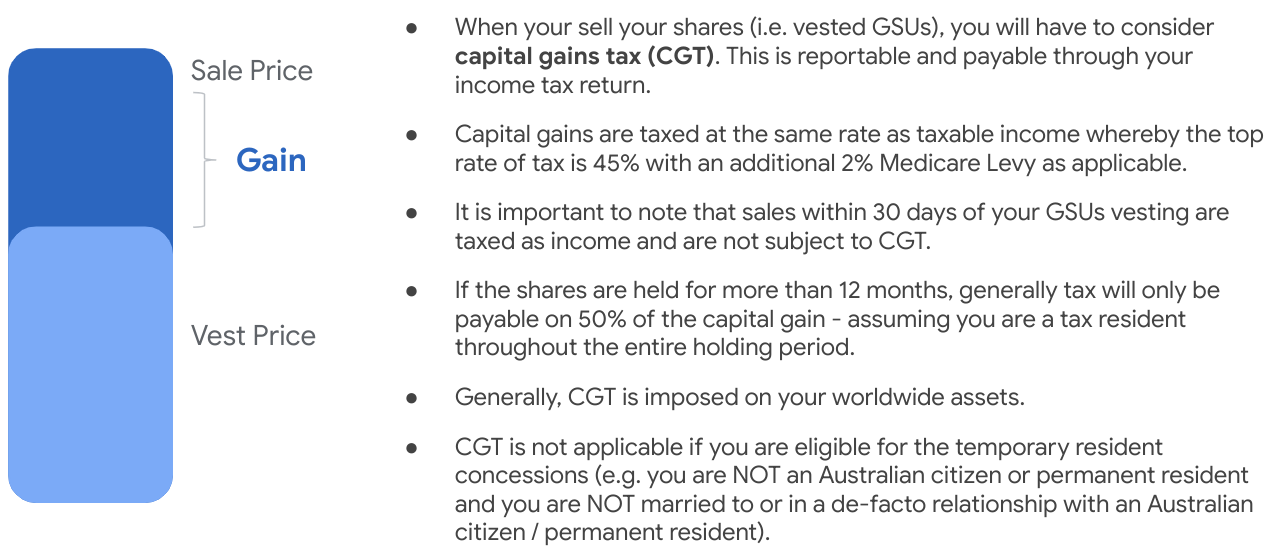 Sale Price
Gain
Vest Price
● When your sell your shares (i.e. vested GSUs), you will have to consider
capital gains tax (CGT). This is reportable and payable through your
income tax return.
● Capital gains are taxed at the same rate as taxable income whereby the top
rate of tax is 45% with an additional 2% Medicare Levy as applicable.
● It is important to note that sales within 30 days of your GSUs vesting are
taxed as income and are not subject to CGT.
● If the shares are held for more than 12 months, generally tax will only be
payable on 50% of the capital gain - assuming you are a tax resident
throughout the entire holding period.
● Generally, CGT is imposed on your worldwide assets.
● CGT is not applicable if you are eligible for the temporary resident
concessions (e.g. you are NOT an Australian citizen or permanent resident
and you are NOT married to or in a de-facto relationship with an Australian
citizen / permanent resident).